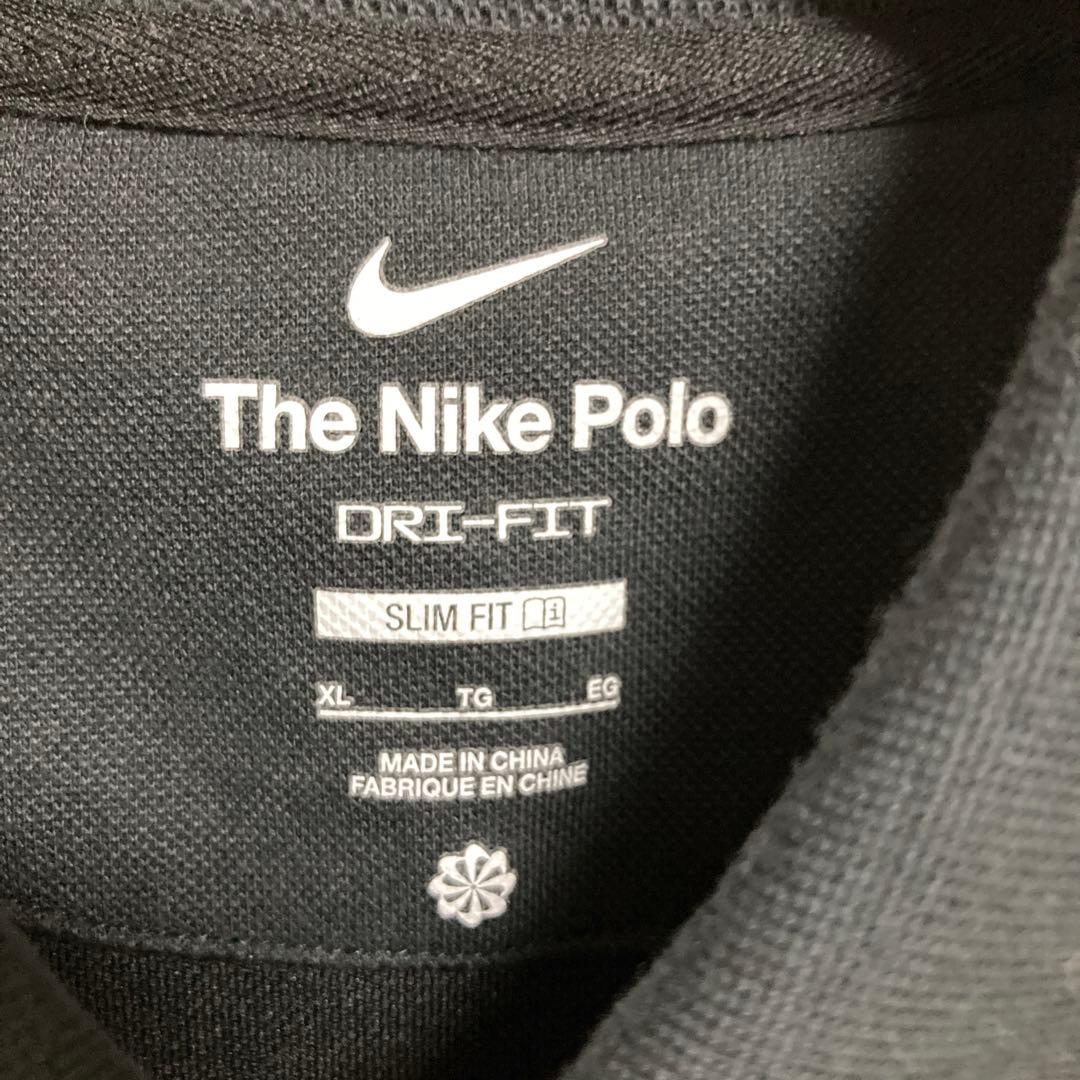 The Nike Polo
DRI-FIT
SLIM FIT i
XL TG EG
MADE IN CHINA
FABRIQUE EN CHINE